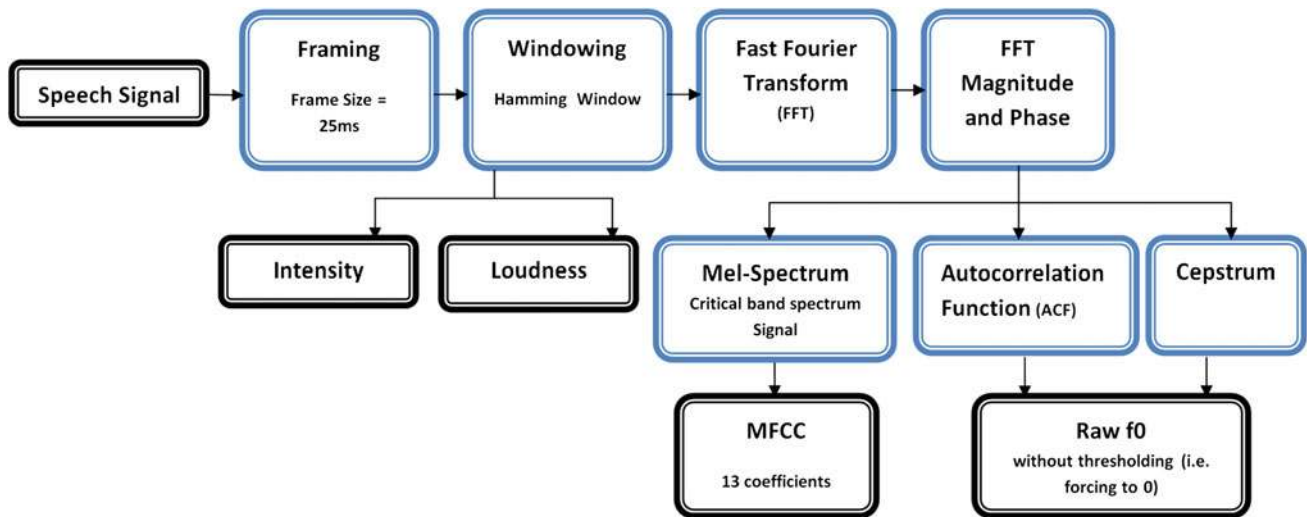 Speech Signal
Framing
Frame Size =
25ms
Windowing
Hamming Window
Fast Fourier
Transform
(FFT)
FFT
Magnitude
and Phase
Intensity
Loudness
Mel-Spectrum
Critical band spectrum
Signal
Autocorrelation
Function (ACF)
Cepstrum
MFCC
13 coefficients
Raw f0
without thresholding (i.e.
forcing to 0)